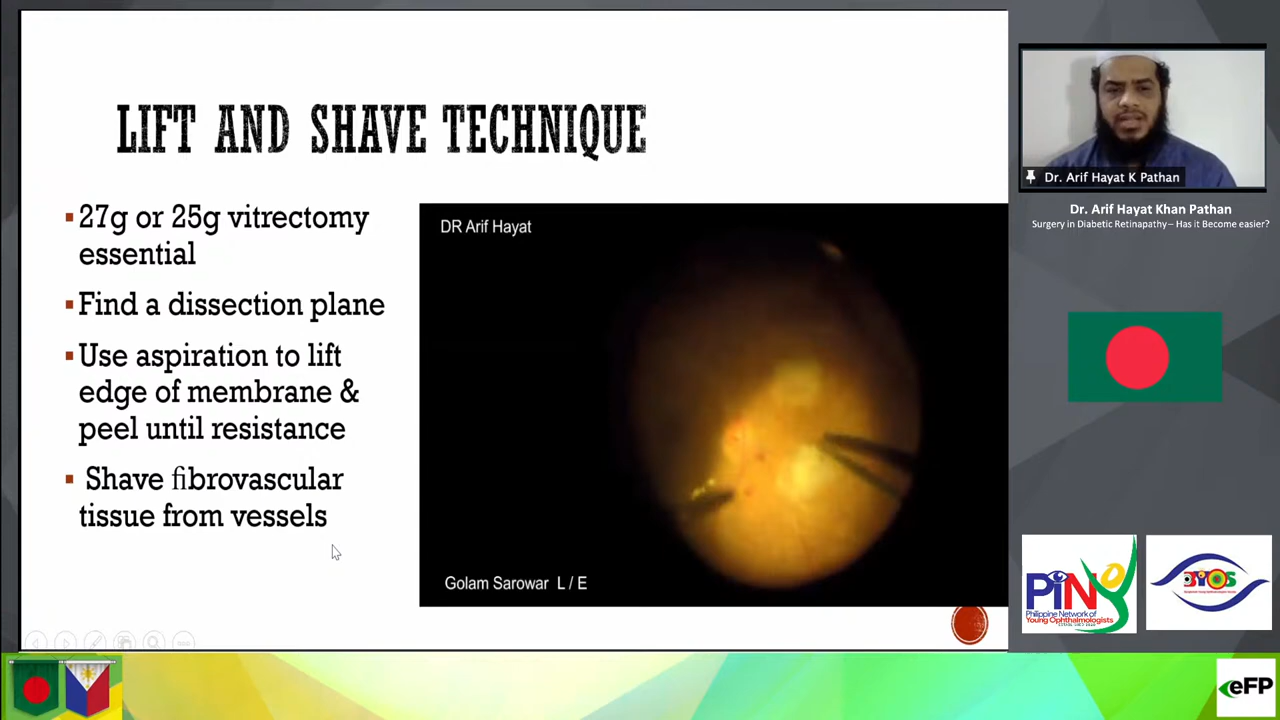 LIFT AND SHAVE TECHNIQUE
▪27g or 25g vitrectomy
essential
▪Find a dissection plane
▪Use aspiration to lift
edge of membrane &
peel until resistance
▪ Shave fibrovascular
tissue from vessels
DR Arif Hayat
Golam Sarowar L / E
Dr. Arif Hayat K Pathan
Dr. Arif Hayat Khan Pathan
Surgery in Diabetic Retinapathy – Has it Become easier?
PiNY
Philippine Network of
Young Ophthalmologists
BYOS
eFP